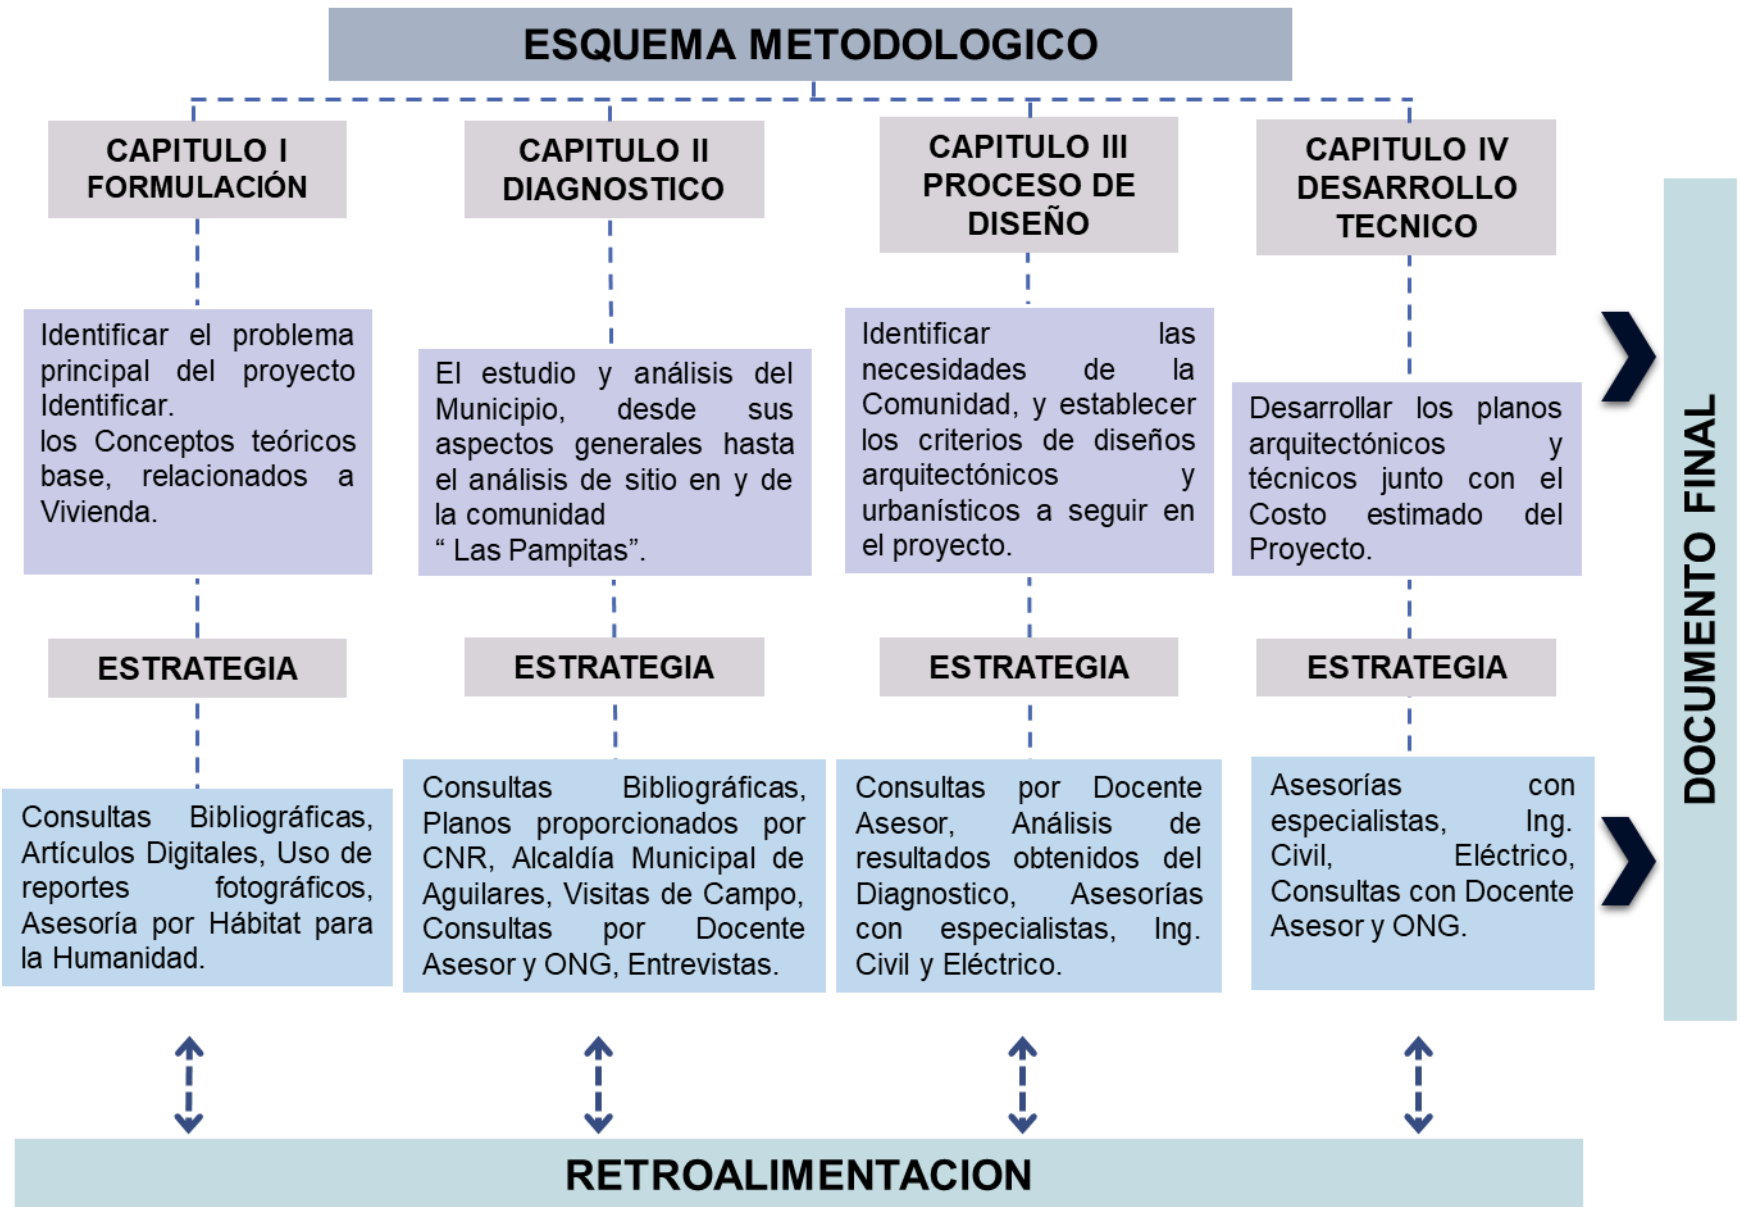 ESQUEMA METODOLOGICO
CAPITULO I
FORMULACIÓN
Identificar el problema
principal del proyecto
Identificar.
los Conceptos teóricos
base, relacionados a
Vivienda.
ESTRATEGIA
Consultas Bibliográficas,
Artículos Digitales, Uso de
reportes fotográficos,
Asesoría por Hábitat para
la Humanidad.
CAPITULO II
DIAGNOSTICO
El estudio y análisis del
Municipio, desde sus
aspectos generales hasta
el análisis de sitio en y de
la comunidad
“ Las Pampitas”.
ESTRATEGIA
Consultas Bibliográficas,
Planos proporcionados por
CNR, Alcaldía Municipal de
Aguilares, Visitas de Campo,
Consultas por Docente
Asesor y ONG, Entrevistas.
CAPITULO III
PROCESO DE
DISEÑO
Identificar las
necesidades de la
Comunidad, y establecer
los criterios de diseños
arquitectónicos y
urbanísticos a seguir en
el proyecto.
ESTRATEGIA
Consultas por Docente
Asesor, Análisis de
resultados obtenidos del
Diagnostico, Asesorías
con especialistas, Ing.
Civil y Eléctrico.
CAPITULO IV
DESARROLLO
TECNICO
Desarrollar los planos
arquitectónicos y
técnicos junto con el
Costo estimado del
Proyecto.
ESTRATEGIA
Asesorías con
especialistas, Ing.
Civil, Eléctrico,
Consultas con Docente
Asesor y ONG.
DOCUMENTO FINAL
RETROALIMENTACION